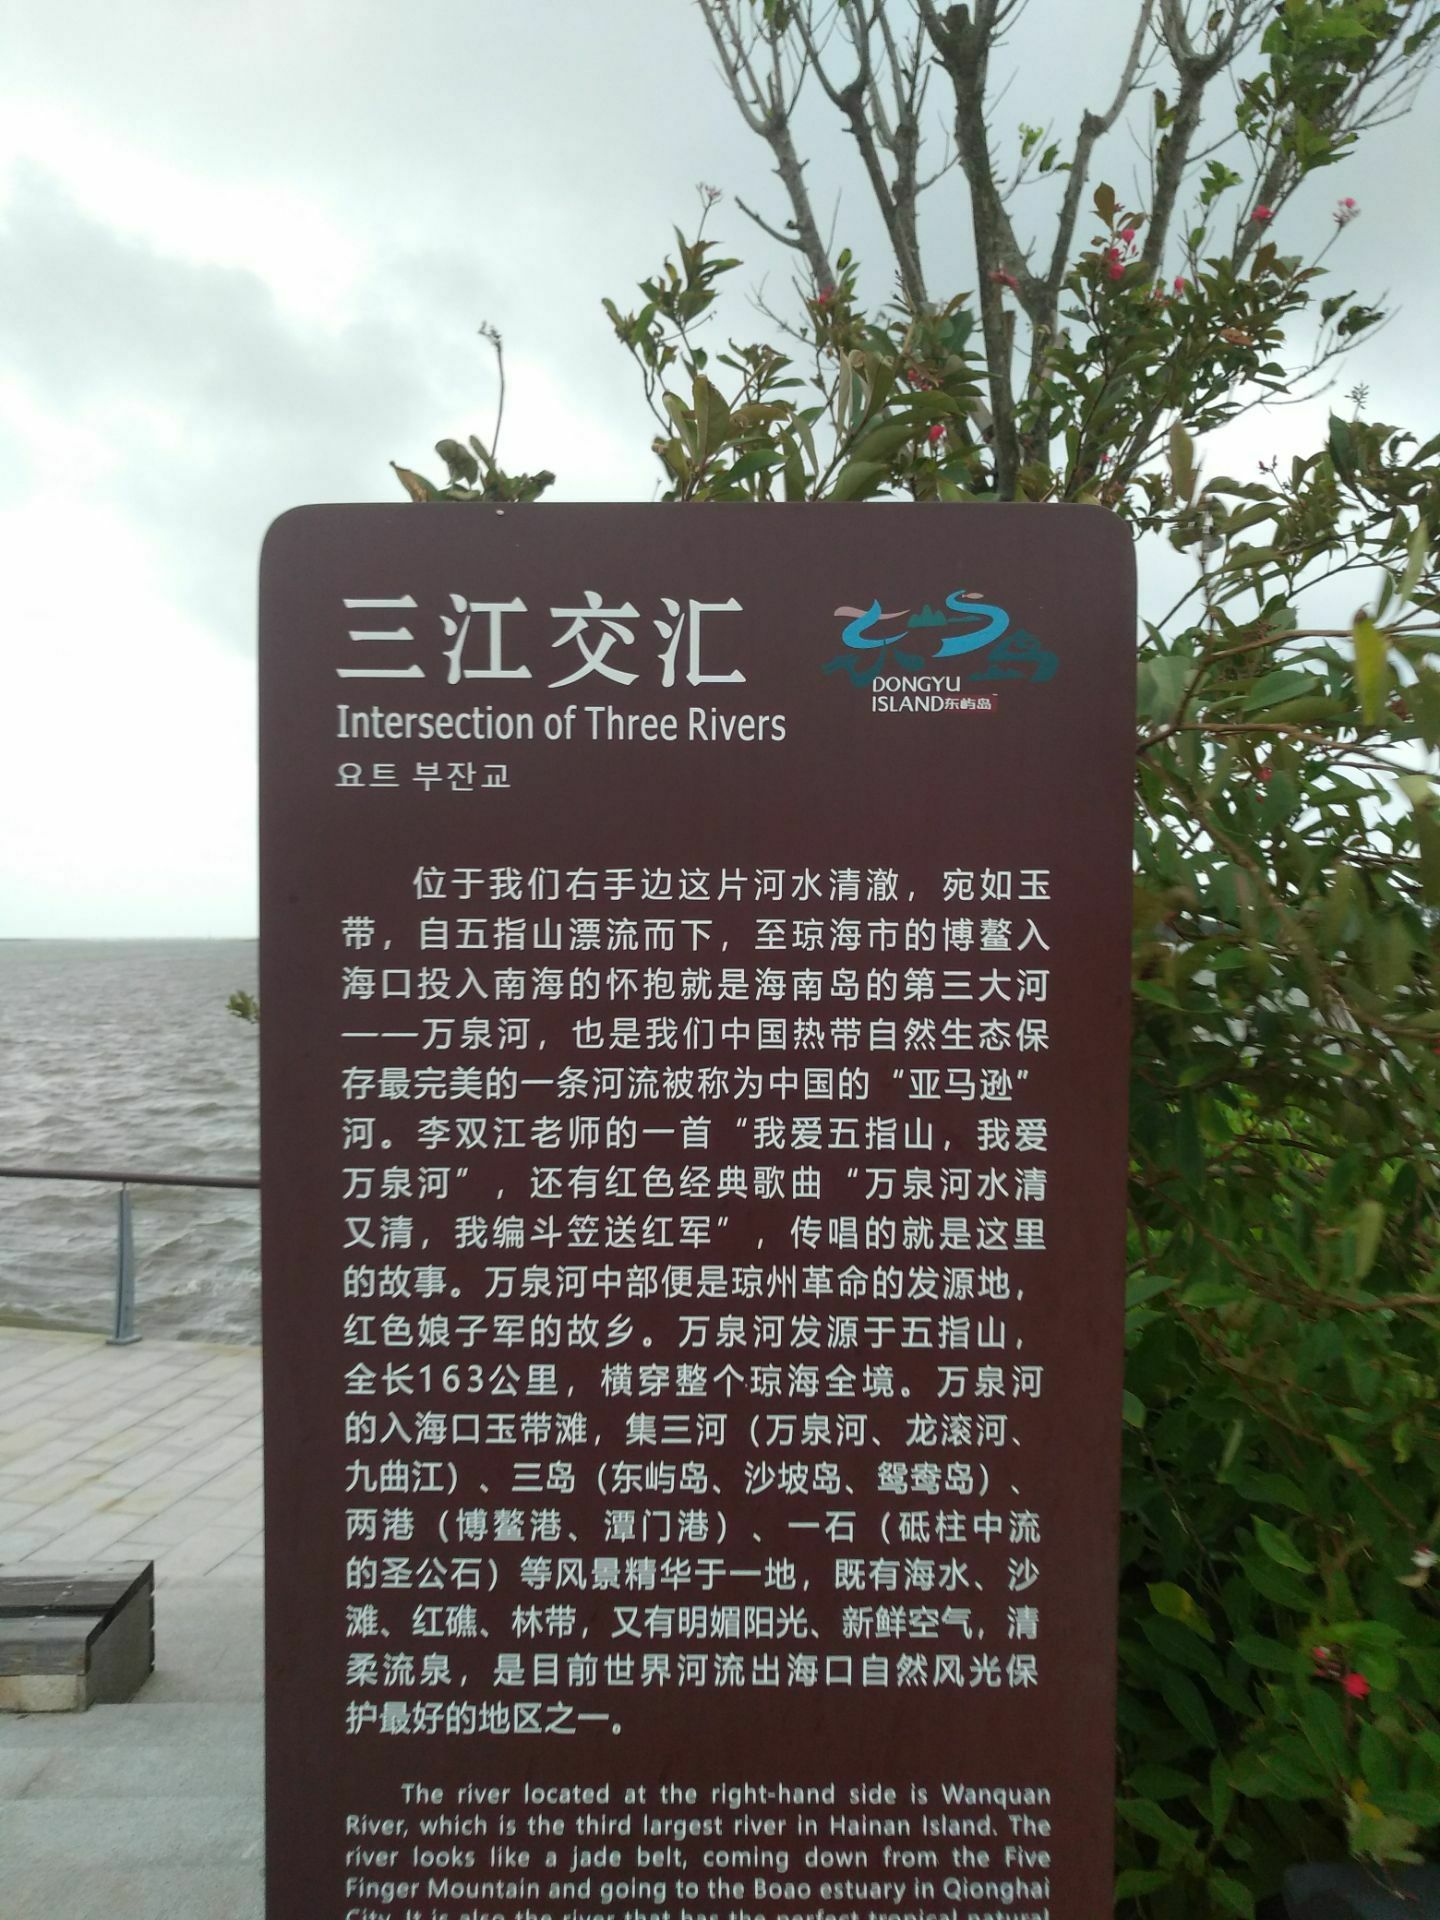 三江交汇
DONGYU
ISLAND东屿岛
Intersection of Three Rivers
요트 부잔교
位于我们右手边这片河水清澈，宛如玉
带，自五指山漂流而下，至琼海市的博鳌入
海口投入南海的怀抱就是海南岛的第三大河
——万泉河，也是我们中国热带自然生态保
存最完美的一条河流被称为中国的“亚马逊”
河。李双江老师的一首“我爱五指山，我爱
万泉河”，还有红色经典歌曲“万泉河水清
又清，我编斗笠送红军”，传唱的就是这里
的故事。万泉河中部便是琼州革命的发源地，
红色娘子军的故乡。万泉河发源于五指山，
全长163公里，横穿整个琼海全境。万泉河
的入海口玉带滩，集三河（万泉河、龙滚河、
九曲江）、三岛（东屿岛、沙坡岛、鸳鸯岛）、
两港（博鳌港、潭门港）、一石（砥柱中流
的圣公石）等风景精华于一地，既有海水、沙
滩、红礁、林带，又有明媚阳光、新鲜空气，清
柔流泉，是目前世界河流出海口自然风光保
护最好的地区之一。
The river located at the right-hand side is Wanquan
River, which is the third largest river in Hainan Island. The
river looks like a jade belt, coming down from the Five
Finger Mountain and going to the Boao estuary in Qionghai
City. It is also the river that has the perfect tropical natural